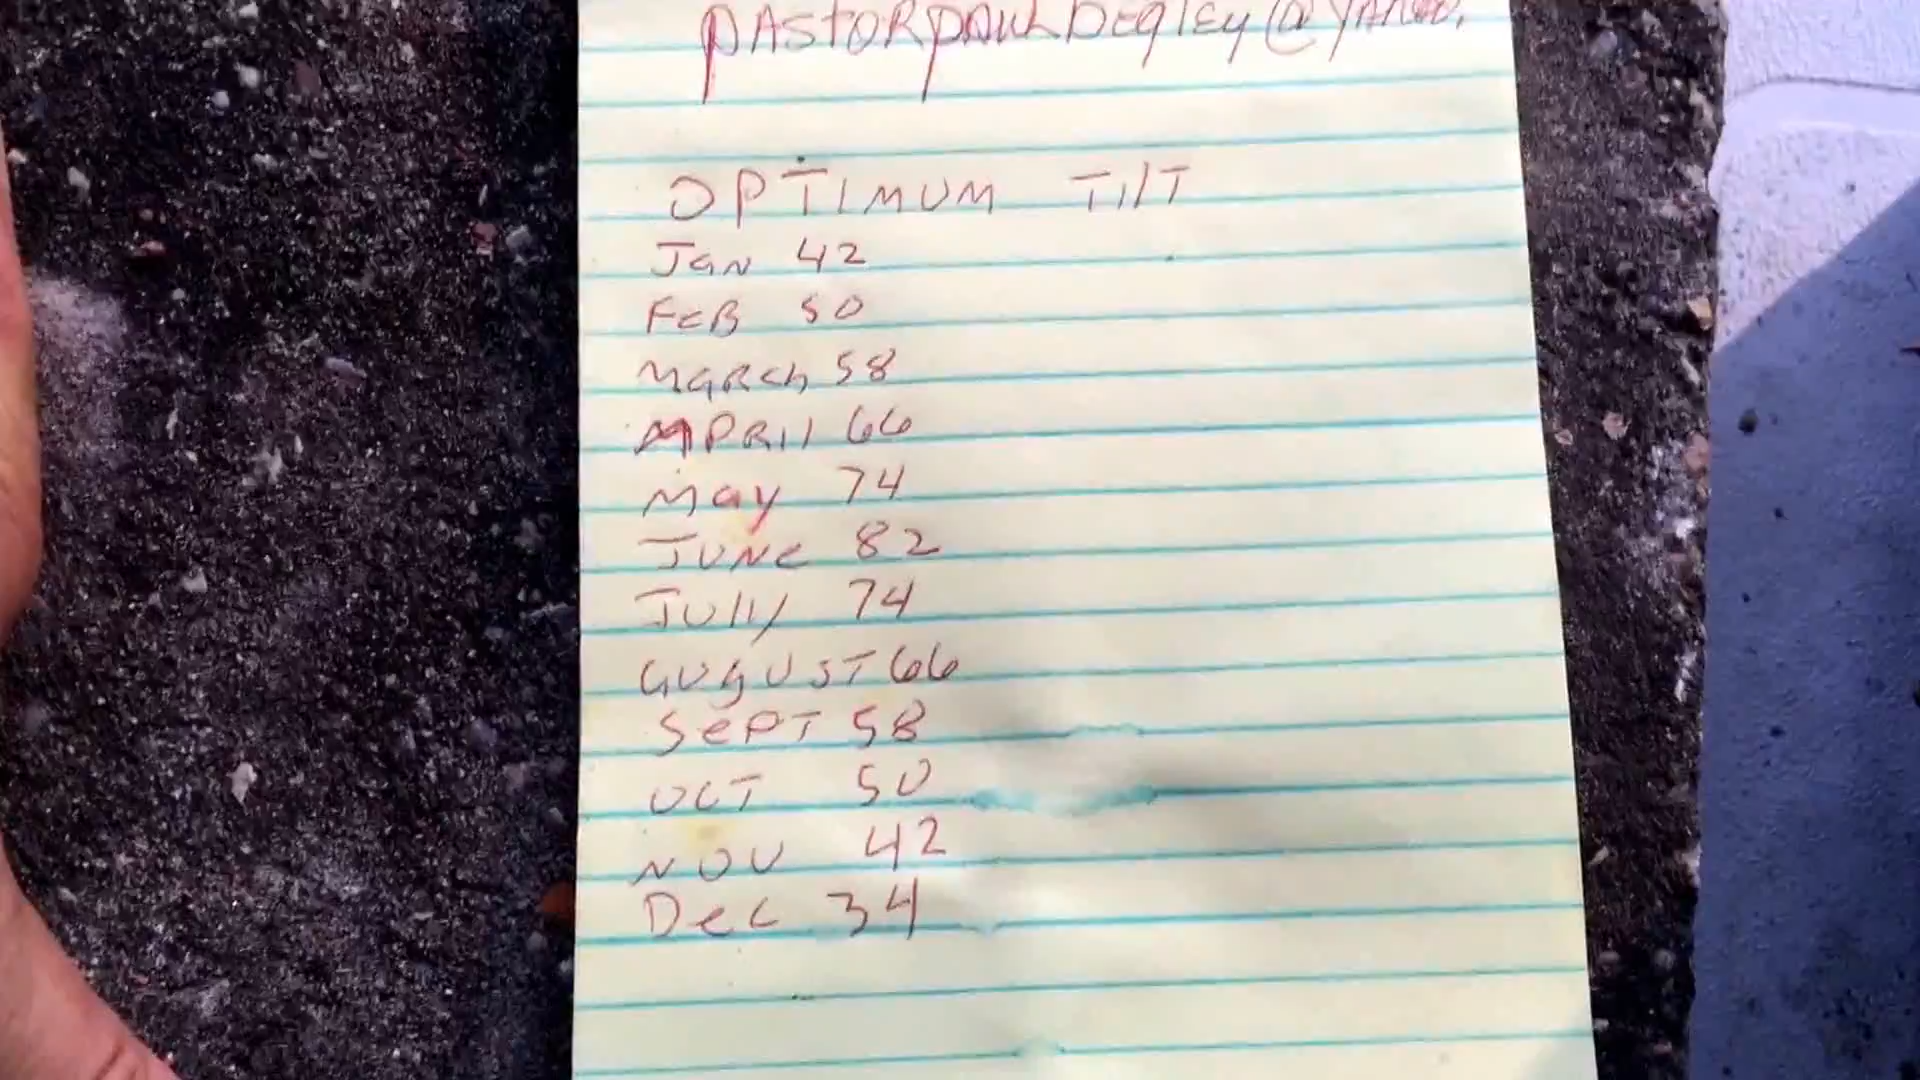 pASTORpAULbegley@YAHOO.
OPTIMUM TIlT
JAN 42
FEB 50
MARCh 58
APRIl 66
MAy 74
JUNE 82
JUlY 74
AUgUST 66
SePT 58
OCT 50
NOV 42
DeC 34